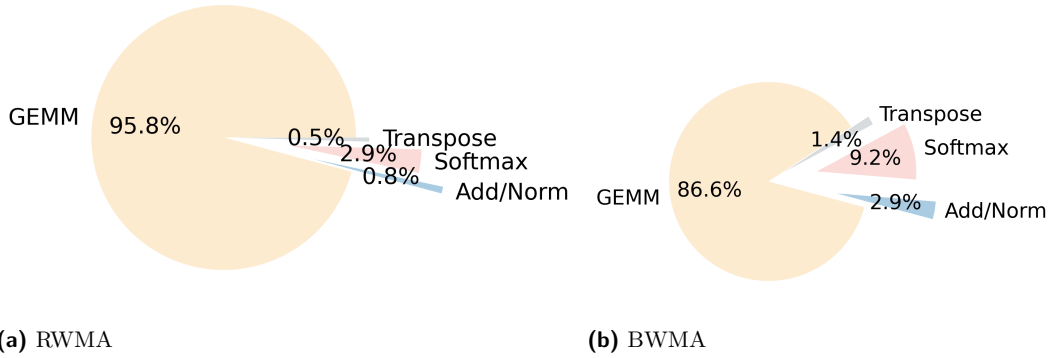 GEMM
95.8%
0.5%
Transpose
2.9%
Softmax
0.8%
Add/Norm
(a) RWMA
GEMM
86.6%
1.4%
Transpose
9.2%
Softmax
2.9%
Add/Norm
(b) BWMA